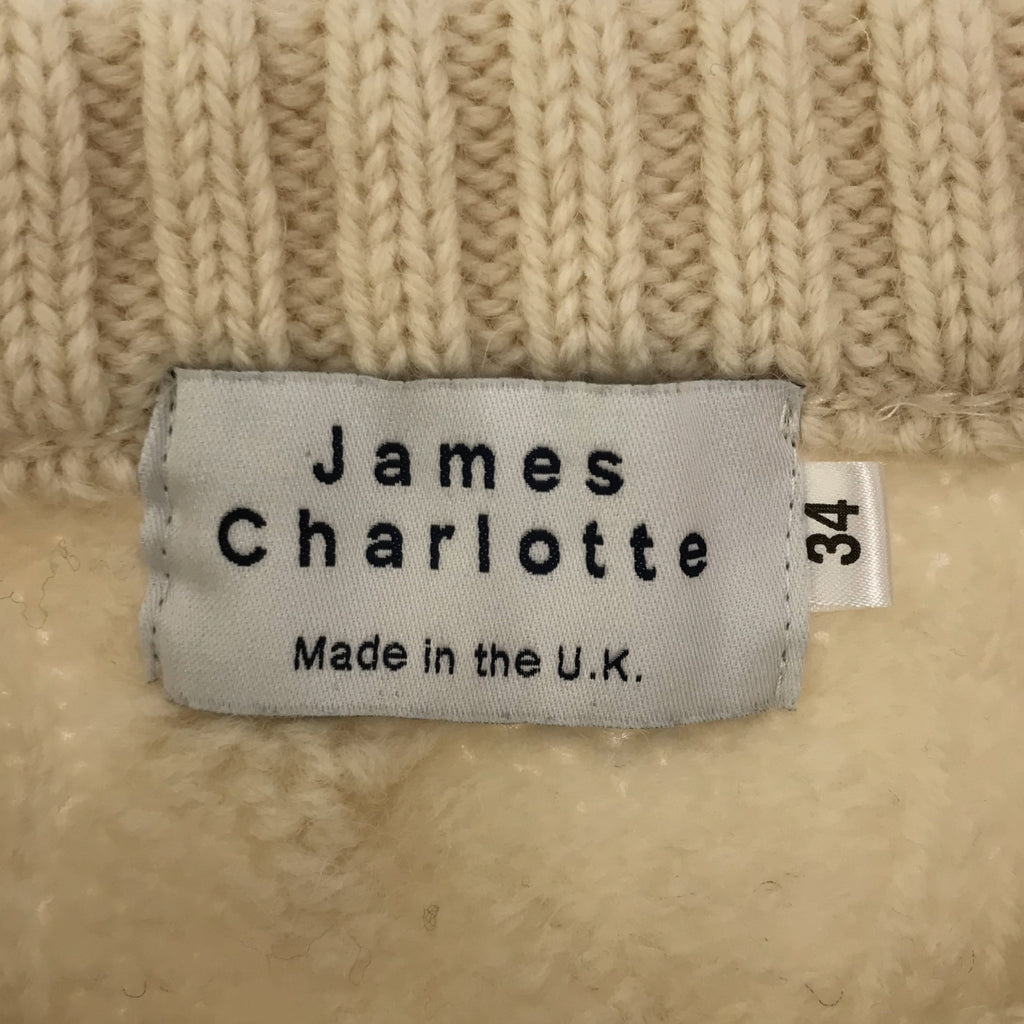 James
Charlotte
Made in the U.K.
34